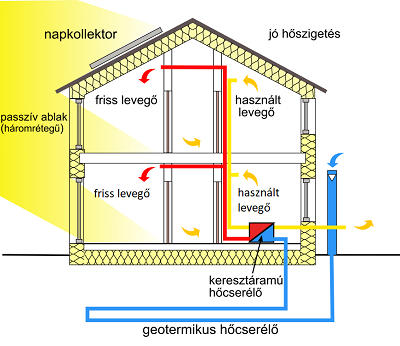 napkollektor
jó hőszigetés
passzív ablak
(háromrétegű)
friss levegő
használt
levegő
friss levegő
használt
levegő
keresztáramú
hőcserélő
geotermikus hőcserélő